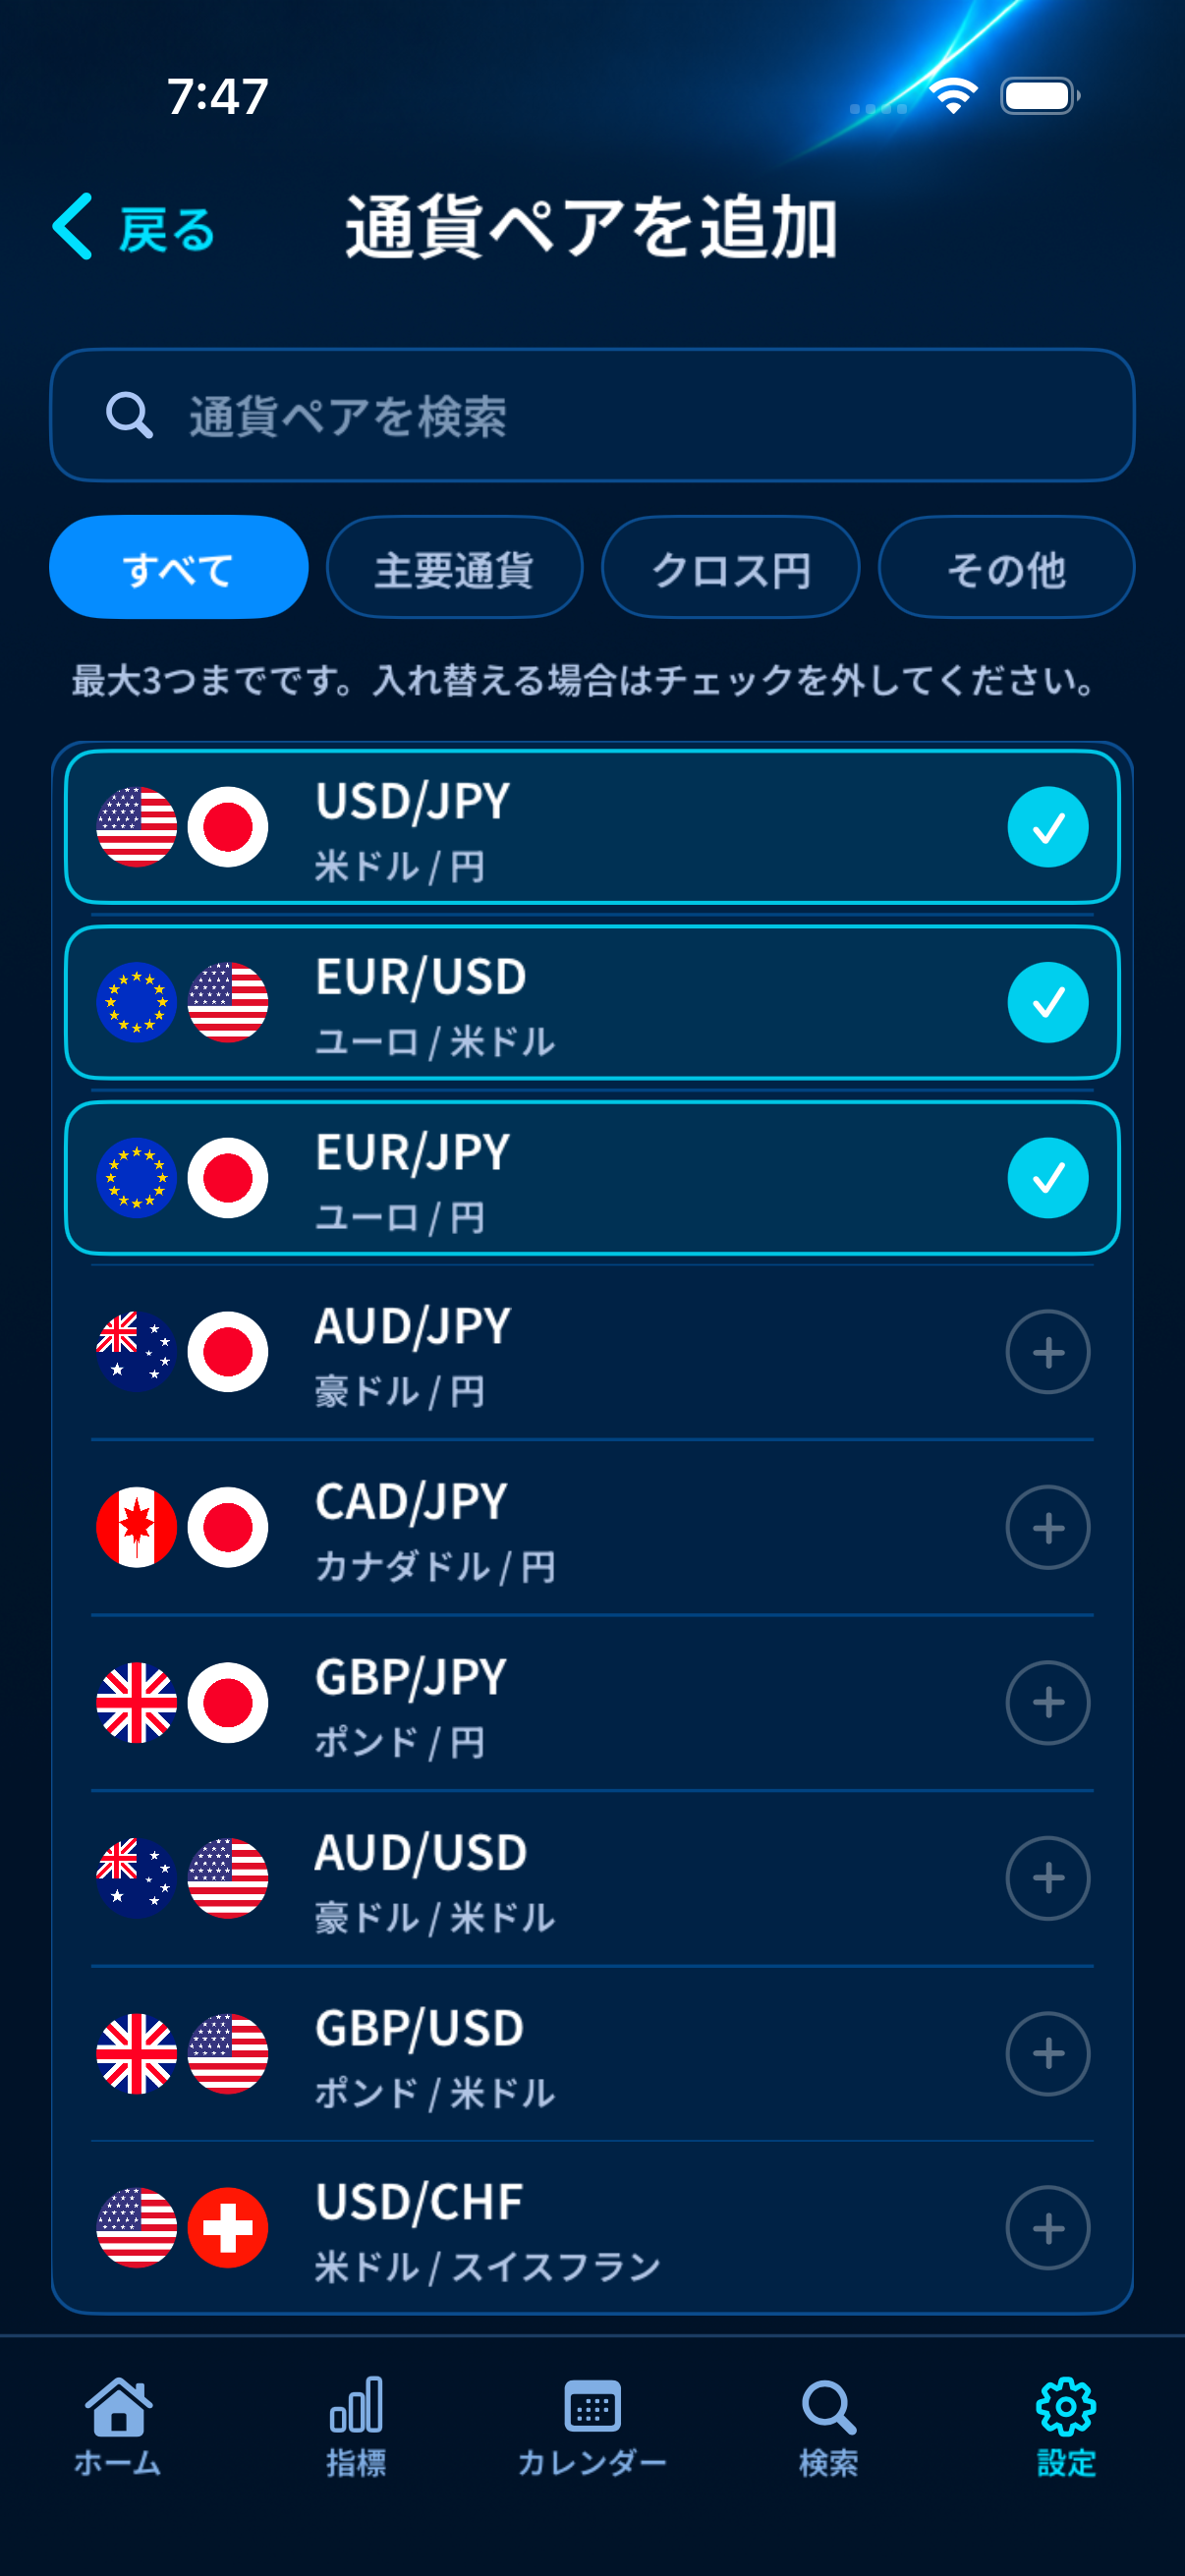 7:47
戻る
通貨ペアを追加
通貨ペアを検索
すべて
主要通貨
クロス円
その他
最大3つまでです。入れ替える場合はチェックを外してください。
USD/JPY
米ドル / 円
EUR/USD
ユーロ / 米ドル
EUR/JPY
ユーロ / 円
AUD/JPY
豪ドル / 円
CAD/JPY
カナダドル / 円
GBP/JPY
ポンド / 円
AUD/USD
豪ドル / 米ドル
GBP/USD
ポンド / 米ドル
USD/CHF
米ドル / スイスフラン
ホーム
指標
カレンダー
検索
設定